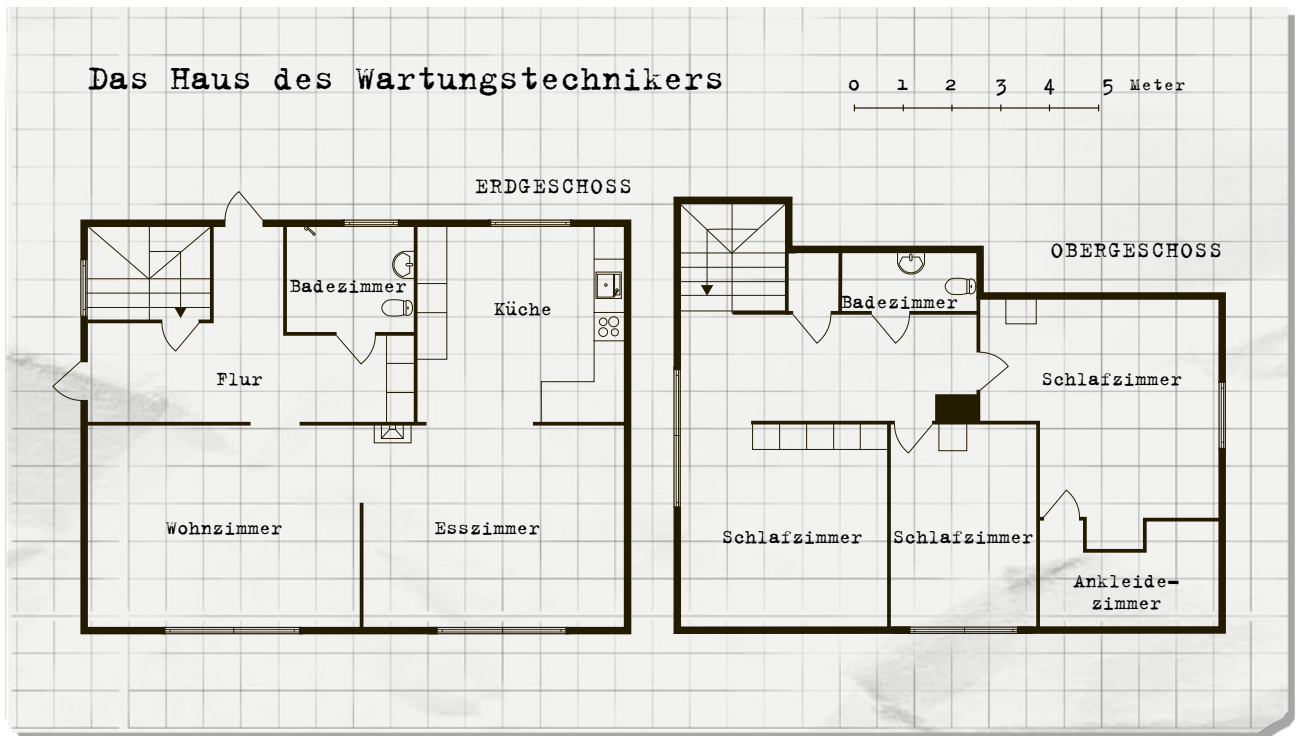 Das Haus des Wartungstechnikers
0 1 2 3 4 5 Meter
ERDGESCHOSS
OBERGESCHOSS
Badezimmer
Küche
Flur
Wohnzimmer
Esszimmer
Badezimmer
Schlafzimmer
Schlafzimmer
Schlafzimmer
Ankleide-
zimmer